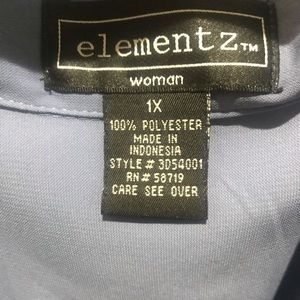 elementz™
woman
1X
100% POLYESTER
MADE IN
INDONESIA
STYLE # 3D54001
RN # 58719
CARE SEE OVER